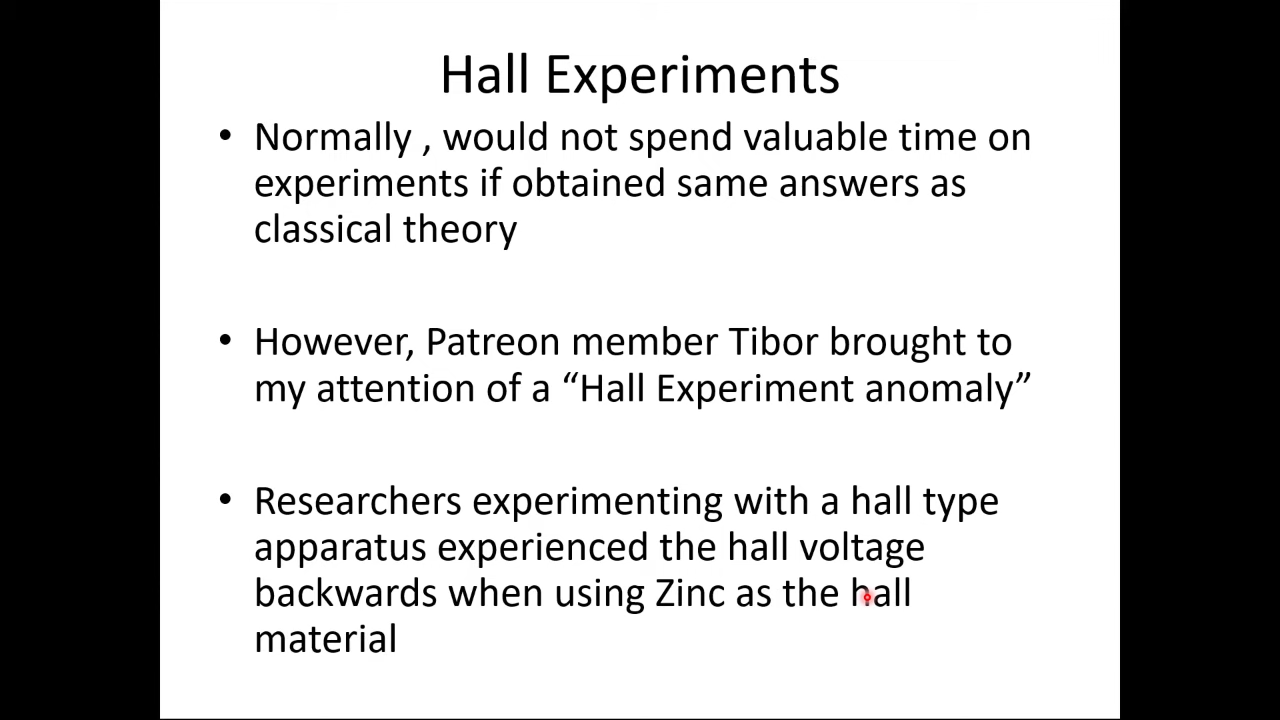 Hall Experiments
• Normally , would not spend valuable time on
experiments if obtained same answers as
classical theory
• However, Patreon member Tibor brought to
my attention of a “Hall Experiment anomaly”
• Researchers experimenting with a hall type
apparatus experienced the hall voltage
backwards when using Zinc as the hall
material